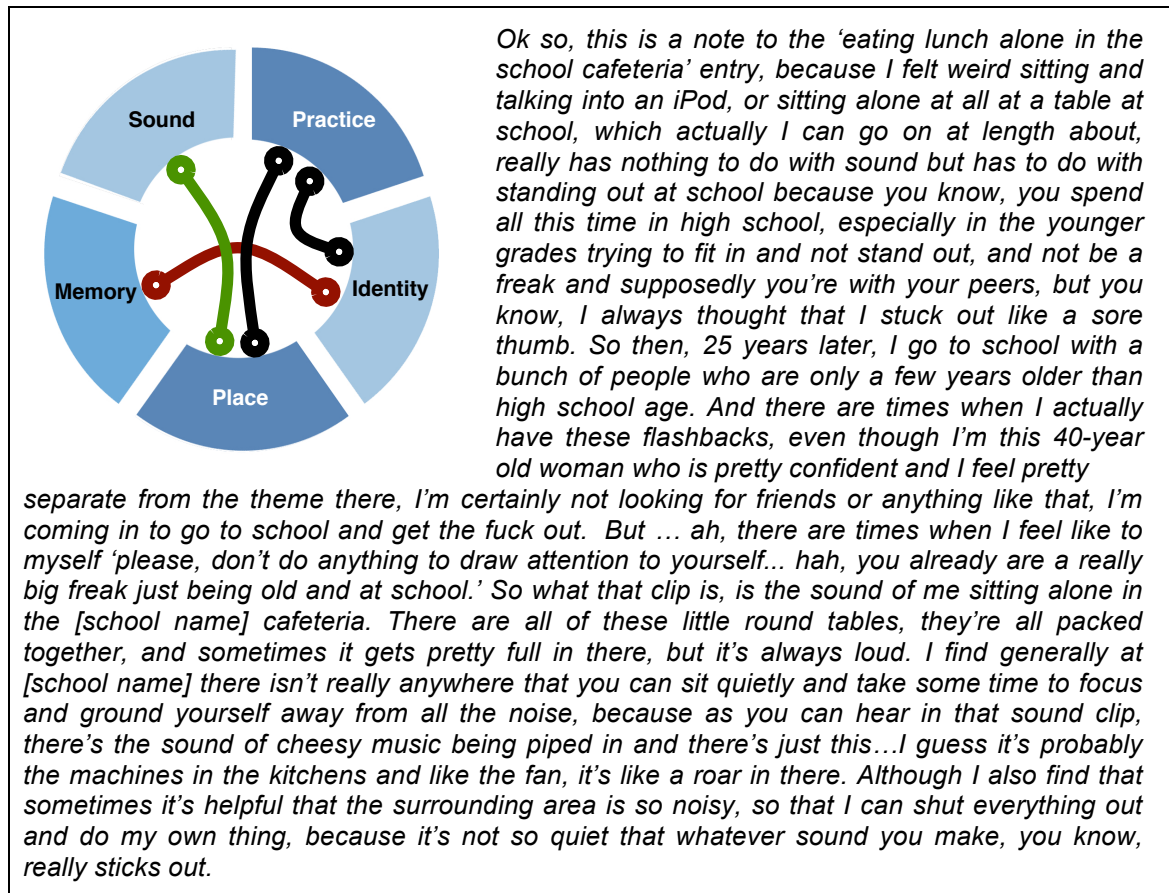 Sound
Practice
Memory
Identity
Place
Ok so, this is a note to the ‘eating lunch alone in the
school cafeteria’ entry, because I felt weird sitting and
talking into an iPod, or sitting alone at all at a table at
school, which actually I can go on at length about,
really has nothing to do with sound but has to do with
standing out at school because you know, you spend
all this time in high school, especially in the younger
grades trying to fit in and not stand out, and not be a
freak and supposedly you’re with your peers, but you
know, I always thought that I stuck out like a sore
thumb. So then, 25 years later, I go to school with a
bunch of people who are only a few years older than
high school age. And there are times when I actually
have these flashbacks, even though I’m this 40-year
old woman who is pretty confident and I feel pretty
separate from the theme there, I’m certainly not looking for friends or anything like that, I’m
coming in to go to school and get the fuck out. But … ah, there are times when I feel like to
myself ‘please, don’t do anything to draw attention to yourself... hah, you already are a really
big freak just being old and at school.’ So what that clip is, is the sound of me sitting alone in
the [school name] cafeteria. There are all of these little round tables, they’re all packed
together, and sometimes it gets pretty full in there, but it’s always loud. I find generally at
[school name] there isn’t really anywhere that you can sit quietly and take some time to focus
and ground yourself away from all the noise, because as you can hear in that sound clip,
there’s the sound of cheesy music being piped in and there’s just this…I guess it’s probably
the machines in the kitchens and like the fan, it’s like a roar in there. Although I also find that
sometimes it’s helpful that the surrounding area is so noisy, so that I can shut everything out
and do my own thing, because it’s not so quiet that whatever sound you make, you know,
really sticks out.